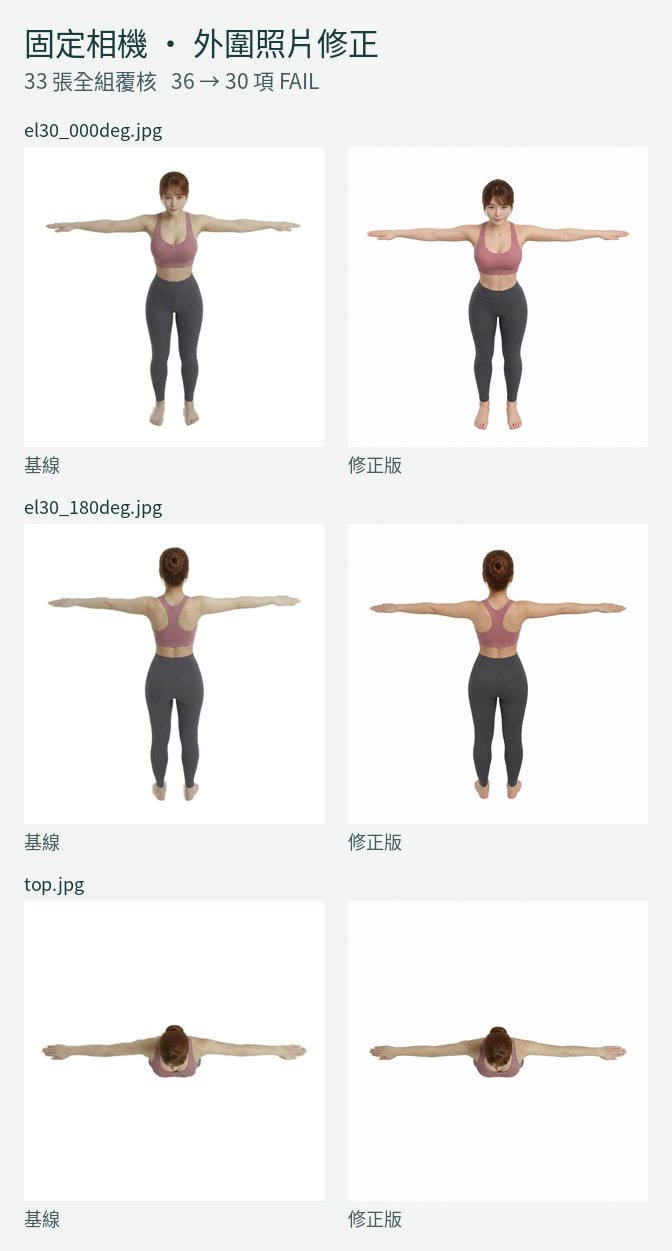 固定相機 · 外圍照片修正
33 張全組覆核 36 → 30 項 FAIL
el30_000deg.jpg
基線 修正版
el30_180deg.jpg
基線 修正版
top.jpg
基線 修正版